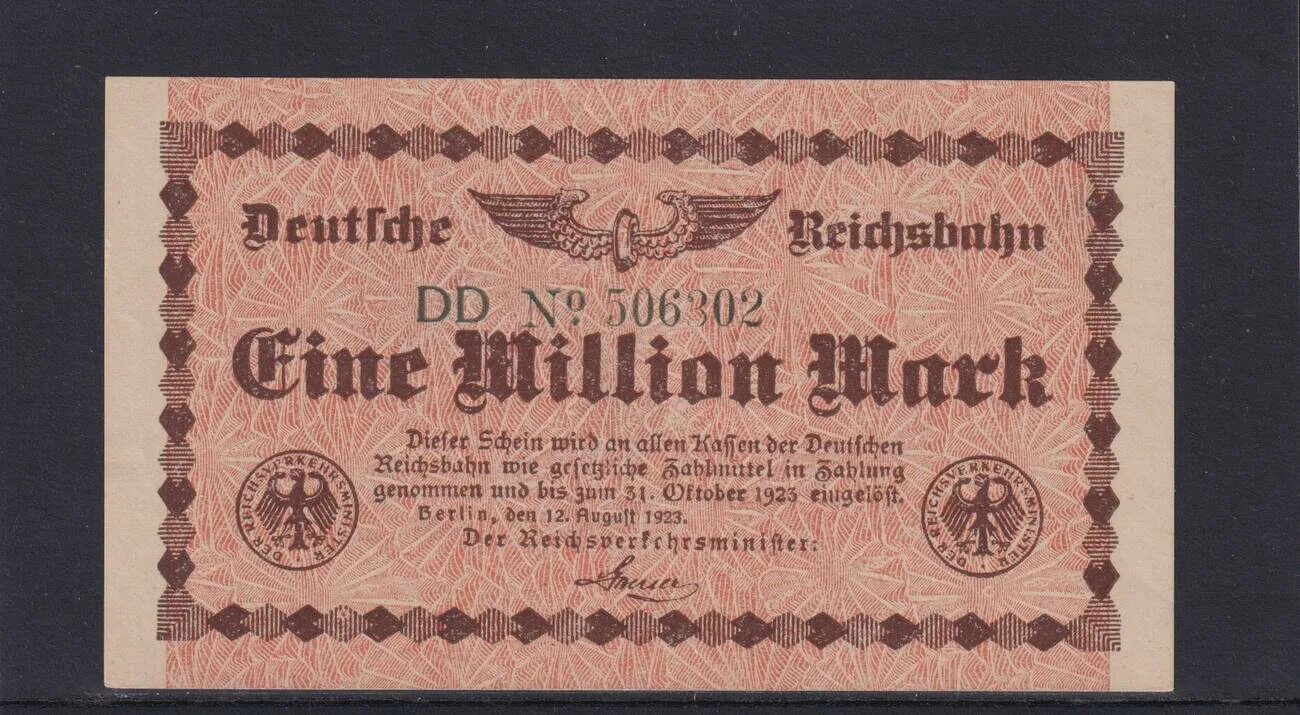 Deutsche Reichsbahn
DD No 506302
Eine Million Mark
Dieser Schein wird an allen Kassen der Deutschen
Reichsbahn wie gesetzliche Zahlmittel in Zahlung
genommen und bis zum 31. Oktober 1923 eingelöst.
Berlin, den 12. August 1923.
Der Reichsverkehrsminister:
DER REICHSVERKEHRSMINISTER
DER REICHSVERKEHRSMINISTER